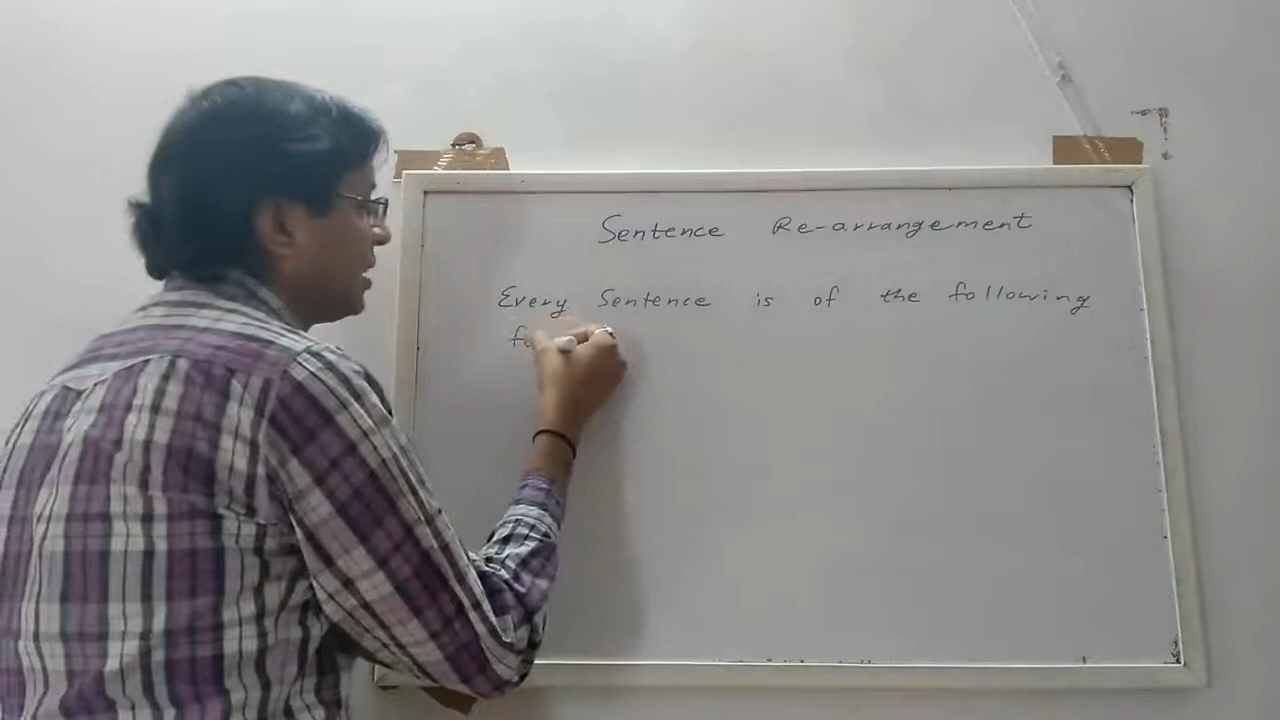 Sentence Re-arrangement
Every Sentence is of the following